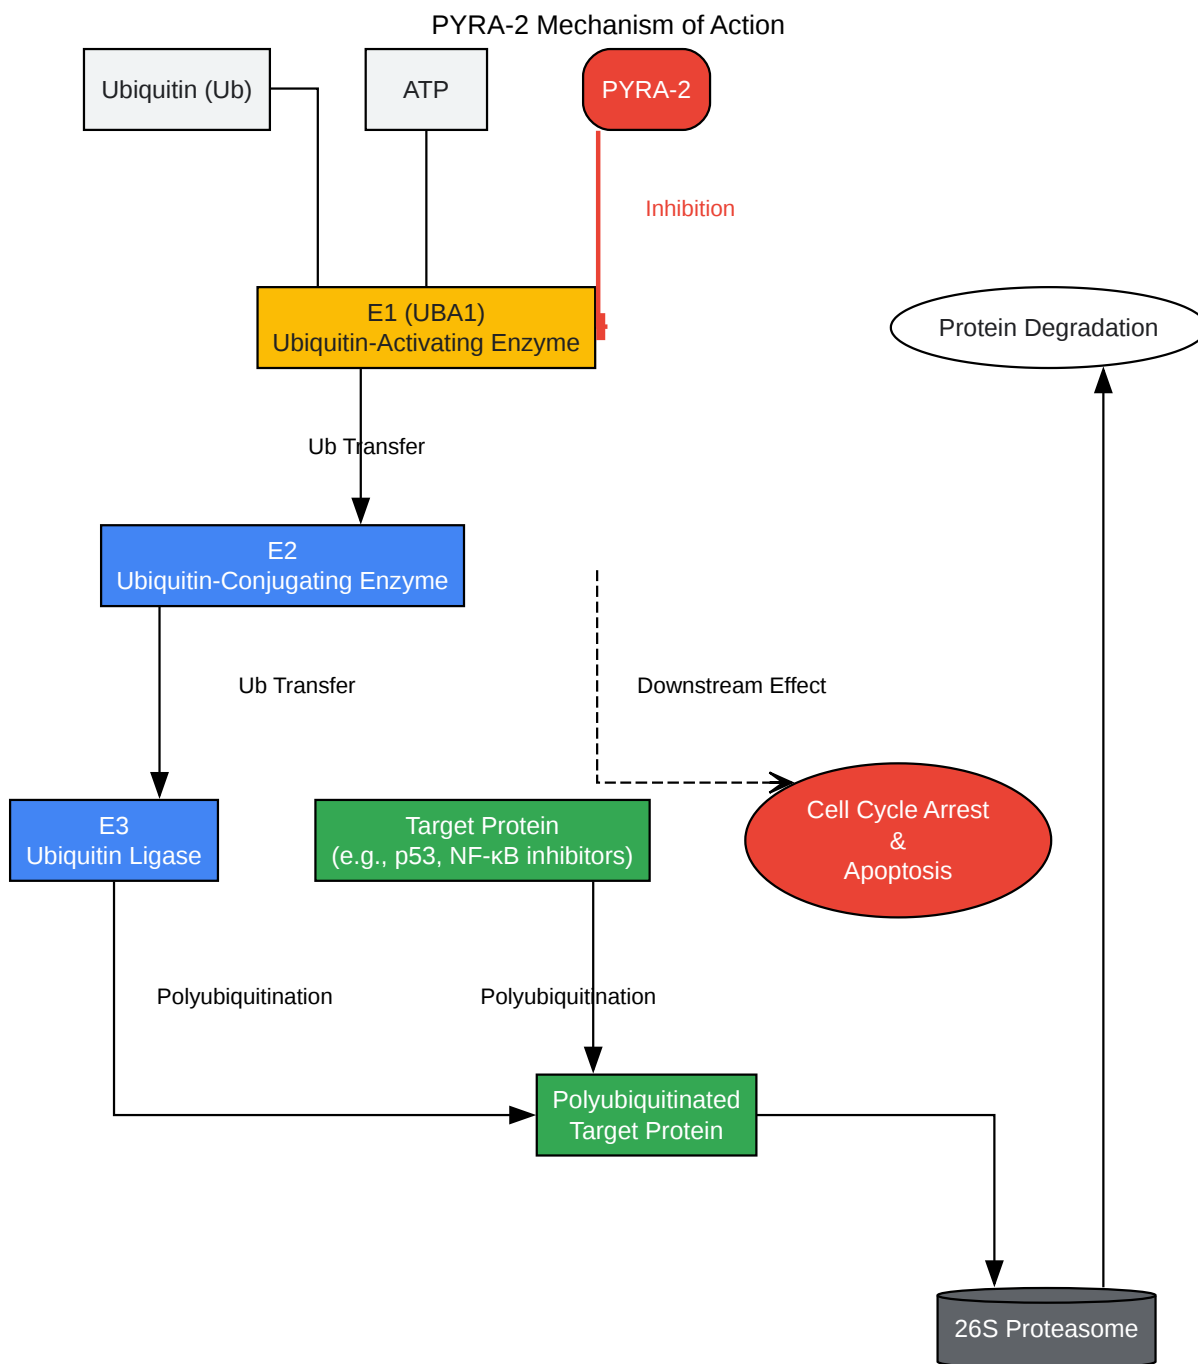 PYRA-2 Mechanism of Action
Ubiquitin (Ub)
ATP
PYRA-2
Inhibition
E1 (UBA1)
Ubiquitin-Activating Enzyme
Protein Degradation
Ub Transfer
E2
Ubiquitin-Conjugating Enzyme
Ub Transfer
Downstream Effect
E3
Ubiquitin Ligase
Target Protein
(e.g., p53, NF-κB inhibitors)
Cell Cycle Arrest
&
Apoptosis
Polyubiquitination
Polyubiquitination
Polyubiquitinated
Target Protein
26S Proteasome